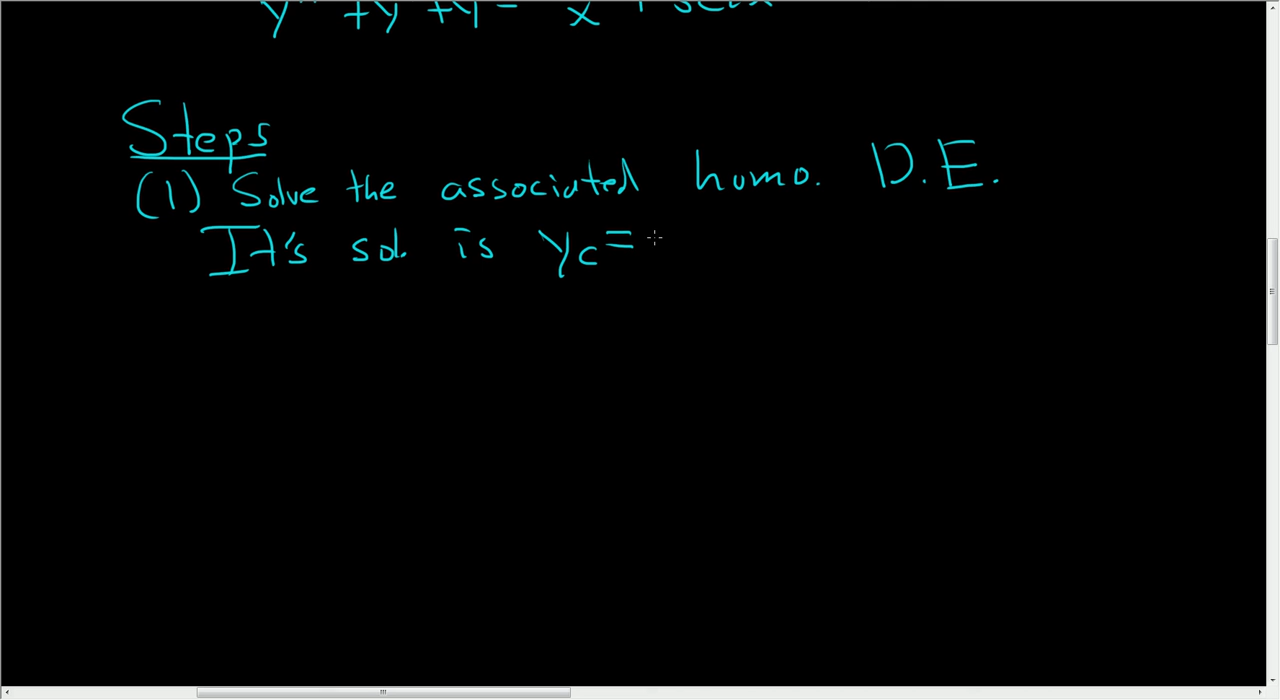 Steps
(1) Solve the associated homo. D.E.
It's sol. is yc=